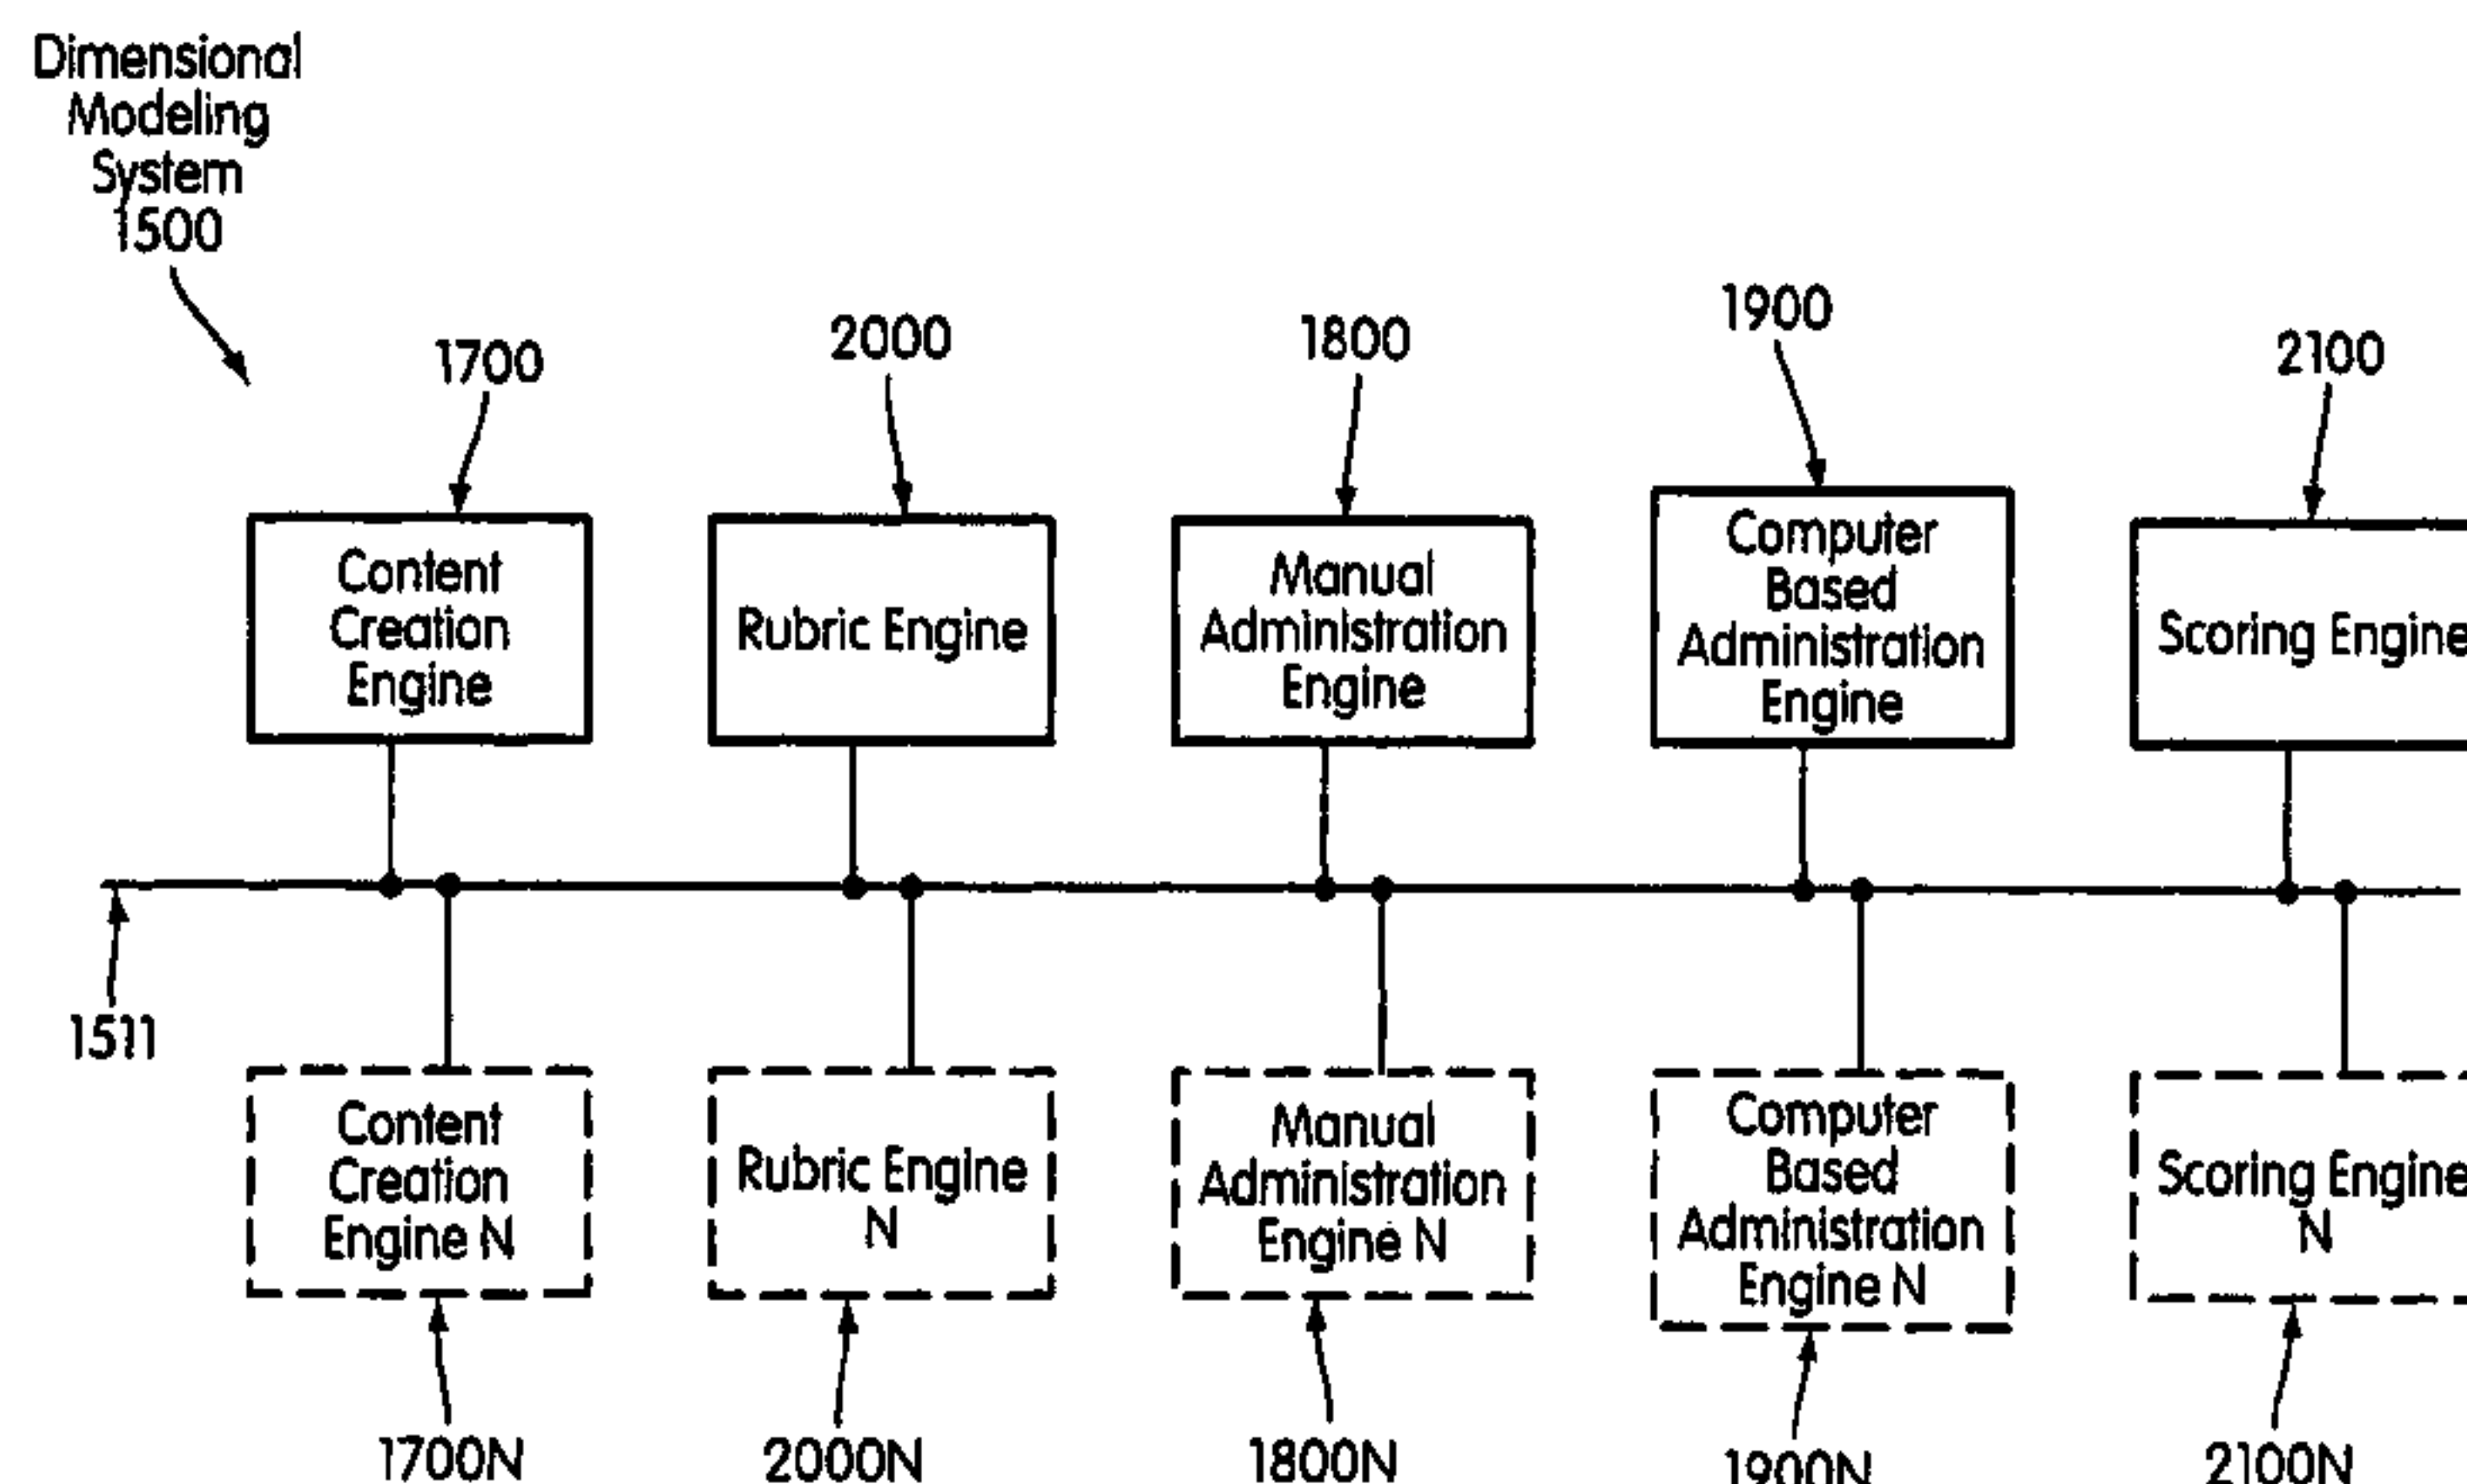 Dimensional
Modeling
System
1500
1700
2000
1800
1900
2100
Content
Creation
Engine
Rubric Engine
Manual
Administration
Engine
Computer
Based
Administration
Engine
Scoring Engine
1511
Content
Creation
Engine N
Rubric Engine
N
Manual
Administration
Engine N
Computer
Based
Administration
Engine N
Scoring Engine
N
1700N
2000N
1800N
1900N
2100N